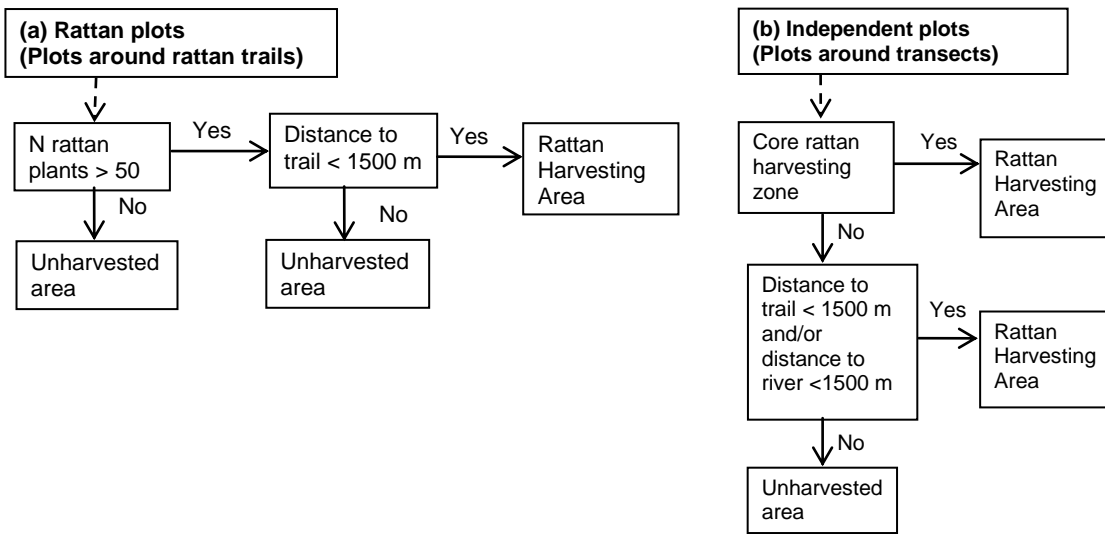 (a) Rattan plots
(Plots around rattan trails)
N rattan
plants > 50
Yes
No
Distance to
trail < 1500 m
Yes
No
Rattan
Harvesting
Area
Unharvested
area
Unharvested
area
(b) Independent plots
(Plots around transects)
Core rattan
harvesting
zone
Yes
No
Rattan
Harvesting
Area
Distance to
trail < 1500 m
and/or
distance to
river <1500 m
Yes
No
Rattan
Harvesting
Area
Unharvested
area